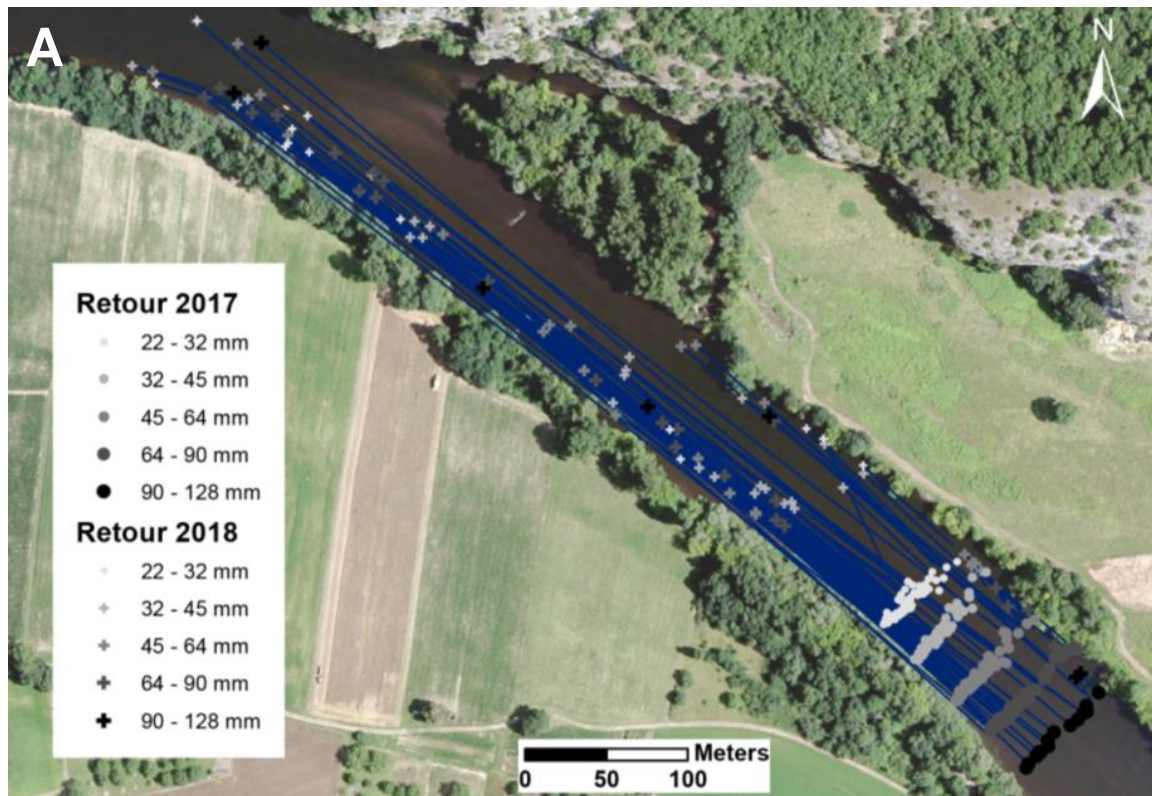 A
N
Retour 2017
22 - 32 mm
32 - 45 mm
45 - 64 mm
64 - 90 mm
90 - 128 mm
Retour 2018
22 - 32 mm
32 - 45 mm
45 - 64 mm
64 - 90 mm
90 - 128 mm
Meters
0 50 100